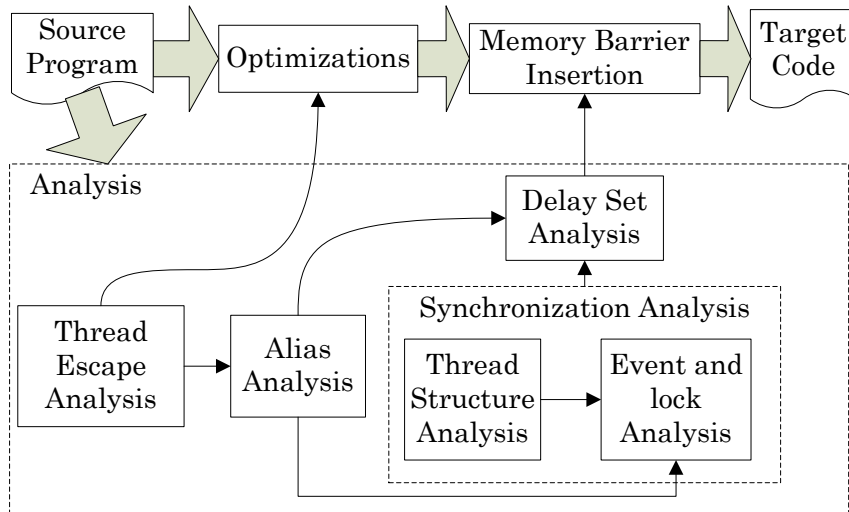 Source
Program
Optimizations
Memory Barrier
Insertion
Target
Code
Analysis
Delay Set
Analysis
Synchronization Analysis
Thread
Escape
Analysis
Alias
Analysis
Thread
Structure
Analysis
Event and
lock
Analysis